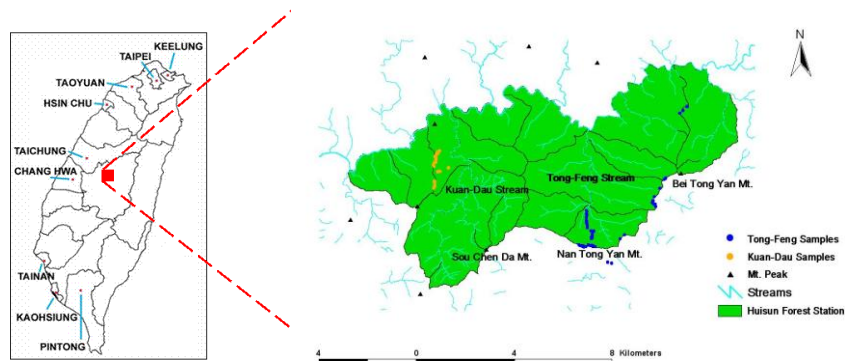 KEELUNG
TAIPEI
TAOYUAN
HSIN CHU
TAICHUNG
CHANG HWA
TAINAN
KAOHSIUNG
PINTONG
N
Kuan-Dau Stream
Tong-Feng Stream
Bei Tong Yan Mt.
Sou Chen Da Mt.
Nan Tong Yan Mt.
Tong-Feng Samples
Kuan-Dau Samples
Mt. Peak
Streams
Huisun Forest Station
4 0 4 8 Kilometers